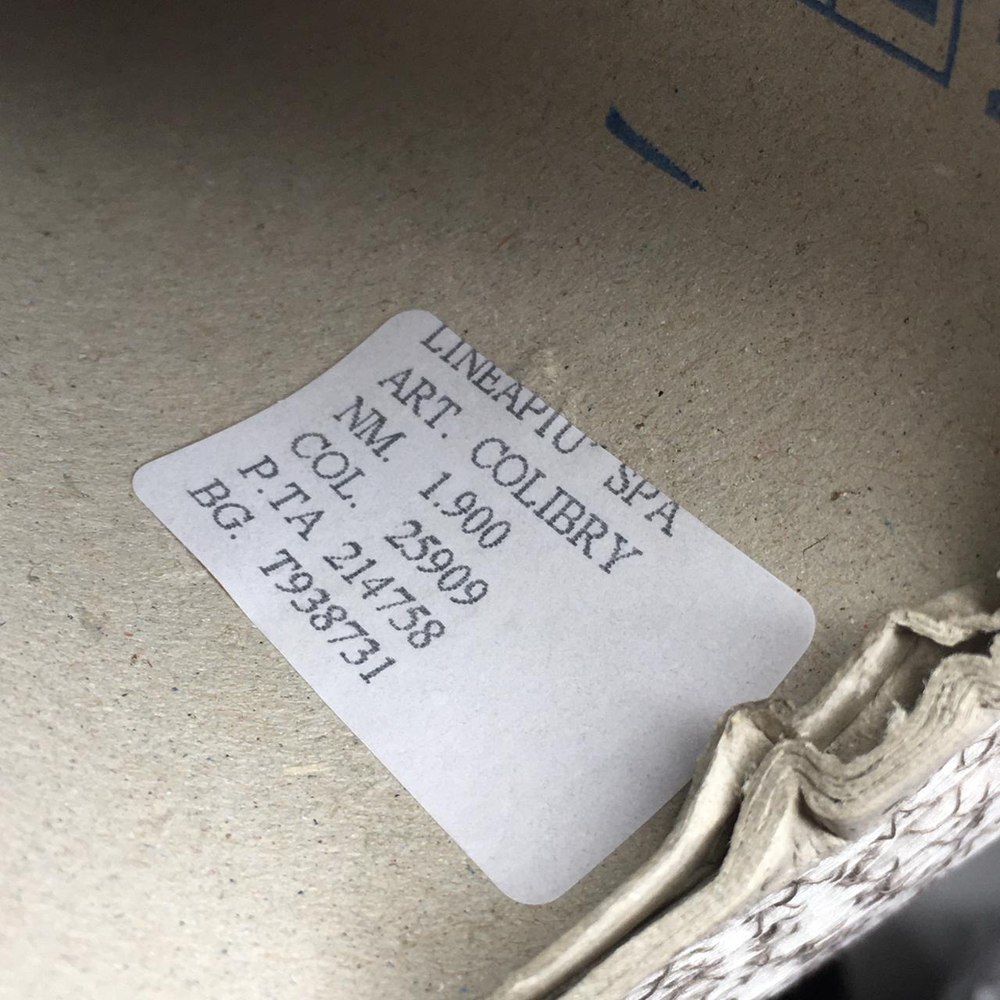 LINEAPIU' SPA
ART. COLIBRY
NM. 1.900
COL. 25909
P.TA 214758
BG. T938731